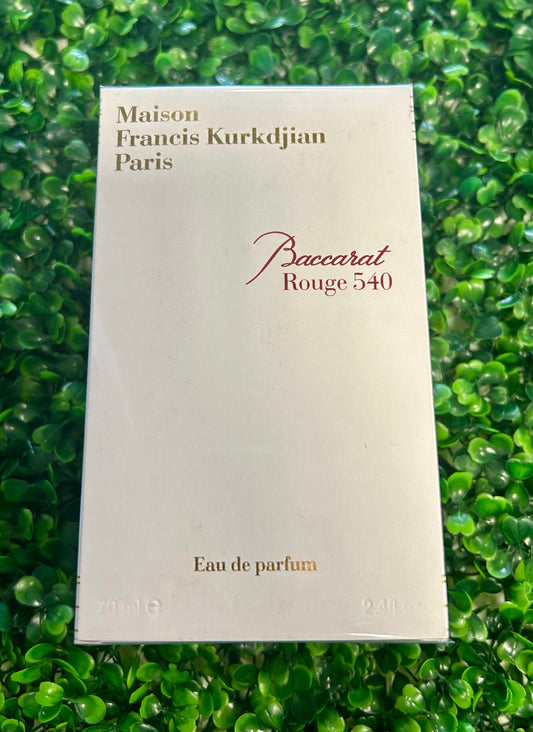 Maison
Francis Kurkdjian
Paris
Baccarat
Rouge 540
Eau de parfum
70 ml e 2.4 fl oz